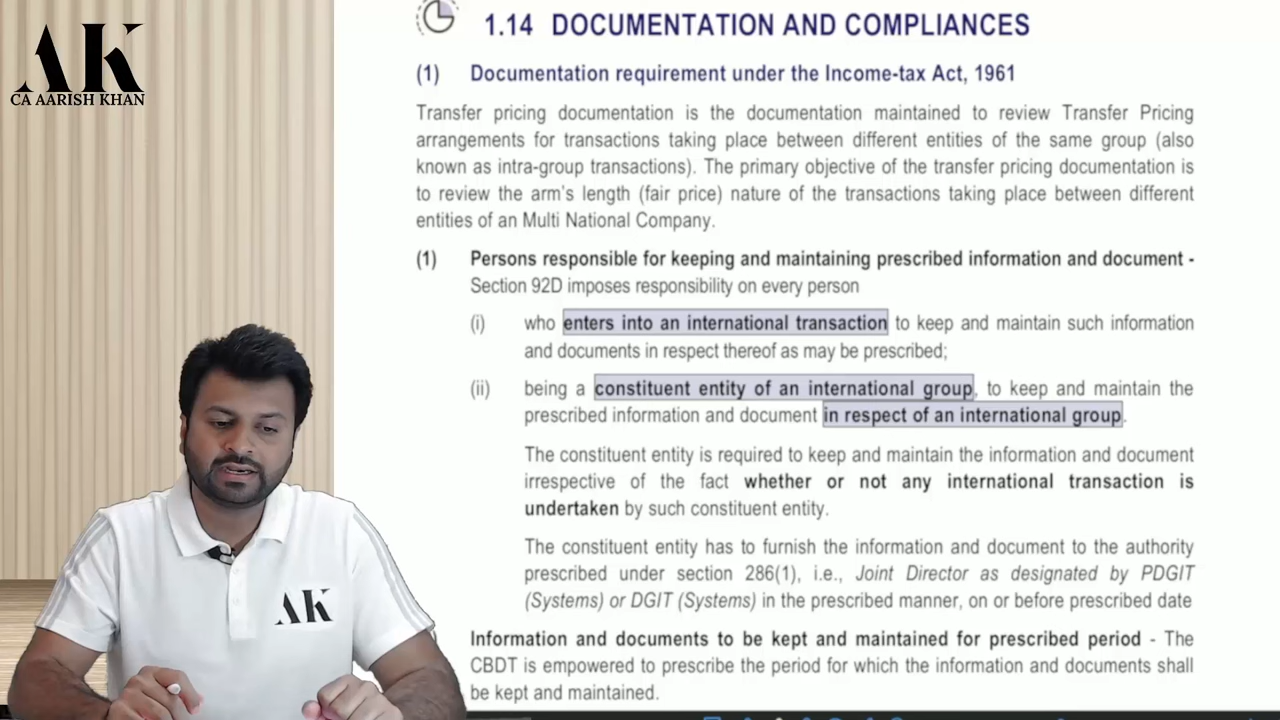 AK
CA AARISH KHAN
1.14 DOCUMENTATION AND COMPLIANCES
(1) Documentation requirement under the Income-tax Act, 1961
Transfer pricing documentation is the documentation maintained to review Transfer Pricing
arrangements for transactions taking place between different entities of the same group (also
known as intra-group transactions). The primary objective of the transfer pricing documentation is
to review the arm's length (fair price) nature of the transactions taking place between different
entities of an Multi National Company.
(1) Persons responsible for keeping and maintaining prescribed information and document -
Section 92D imposes responsibility on every person
(i) who enters into an international transaction to keep and maintain such information
and documents in respect thereof as may be prescribed;
(ii) being a constituent entity of an international group, to keep and maintain the
prescribed information and document in respect of an international group.
The constituent entity is required to keep and maintain the information and document
irrespective of the fact whether or not any international transaction is
undertaken by such constituent entity.
The constituent entity has to furnish the information and document to the authority
prescribed under section 286(1), i.e., Joint Director as designated by PDGIT
(Systems) or DGIT (Systems) in the prescribed manner, on or before prescribed date
Information and documents to be kept and maintained for prescribed period - The
CBDT is empowered to prescribe the period for which the information and documents shall
be kept and maintained.
AK